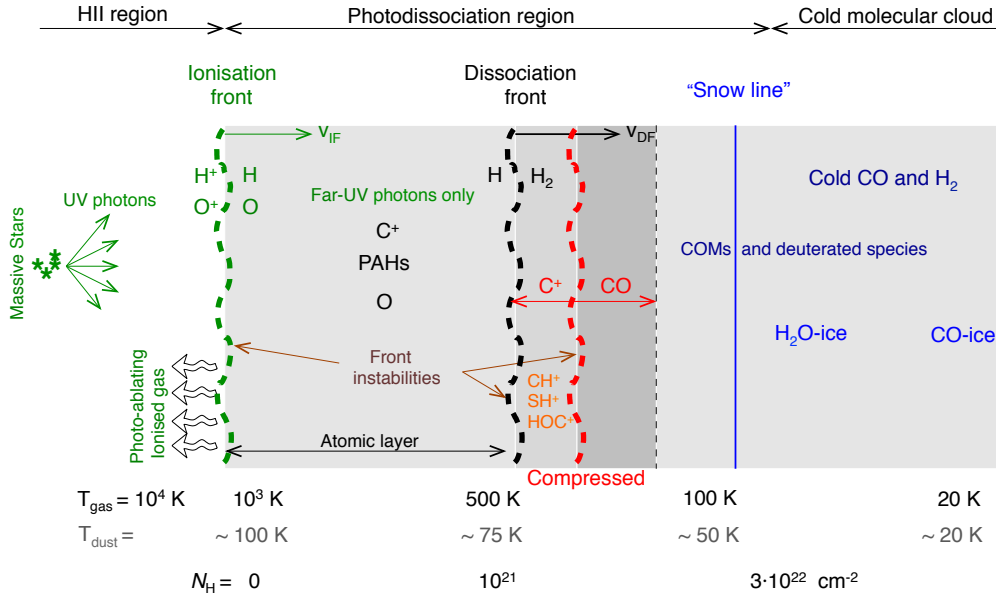 HII region
Photodissociation region
Cold molecular cloud
Ionisation
front
Dissociation
front
“Snow line”
V_IF
V_DF
H⁺ H
O⁺ O
H H₂
Massive Stars
UV photons
Far-UV photons only
C⁺
PAHs
O
C⁺ CO
Cold CO and H₂
COMs and deuterated species
H₂O-ice
CO-ice
Front
instabilities
CH⁺
SH⁺
HOC⁺
Photo-ablating
Ionised gas
Atomic layer
Compressed
T_gas = 10⁴ K 10³ K 500 K 100 K 20 K
T_dust = ~ 100 K ~ 75 K ~ 50 K ~ 20 K
N_H = 0 10²¹ 3·10²² cm⁻²